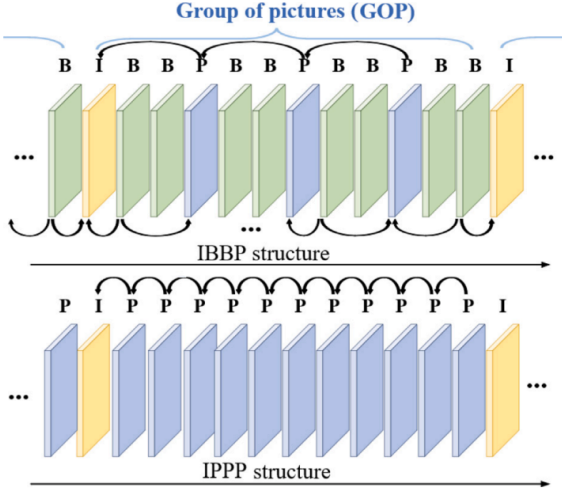 Group of pictures (GOP)
B I B B P B B P B B P B B I
... ...
...
IBBP structure
P I P P P P P P P P P P P I
... ...
IPPP structure